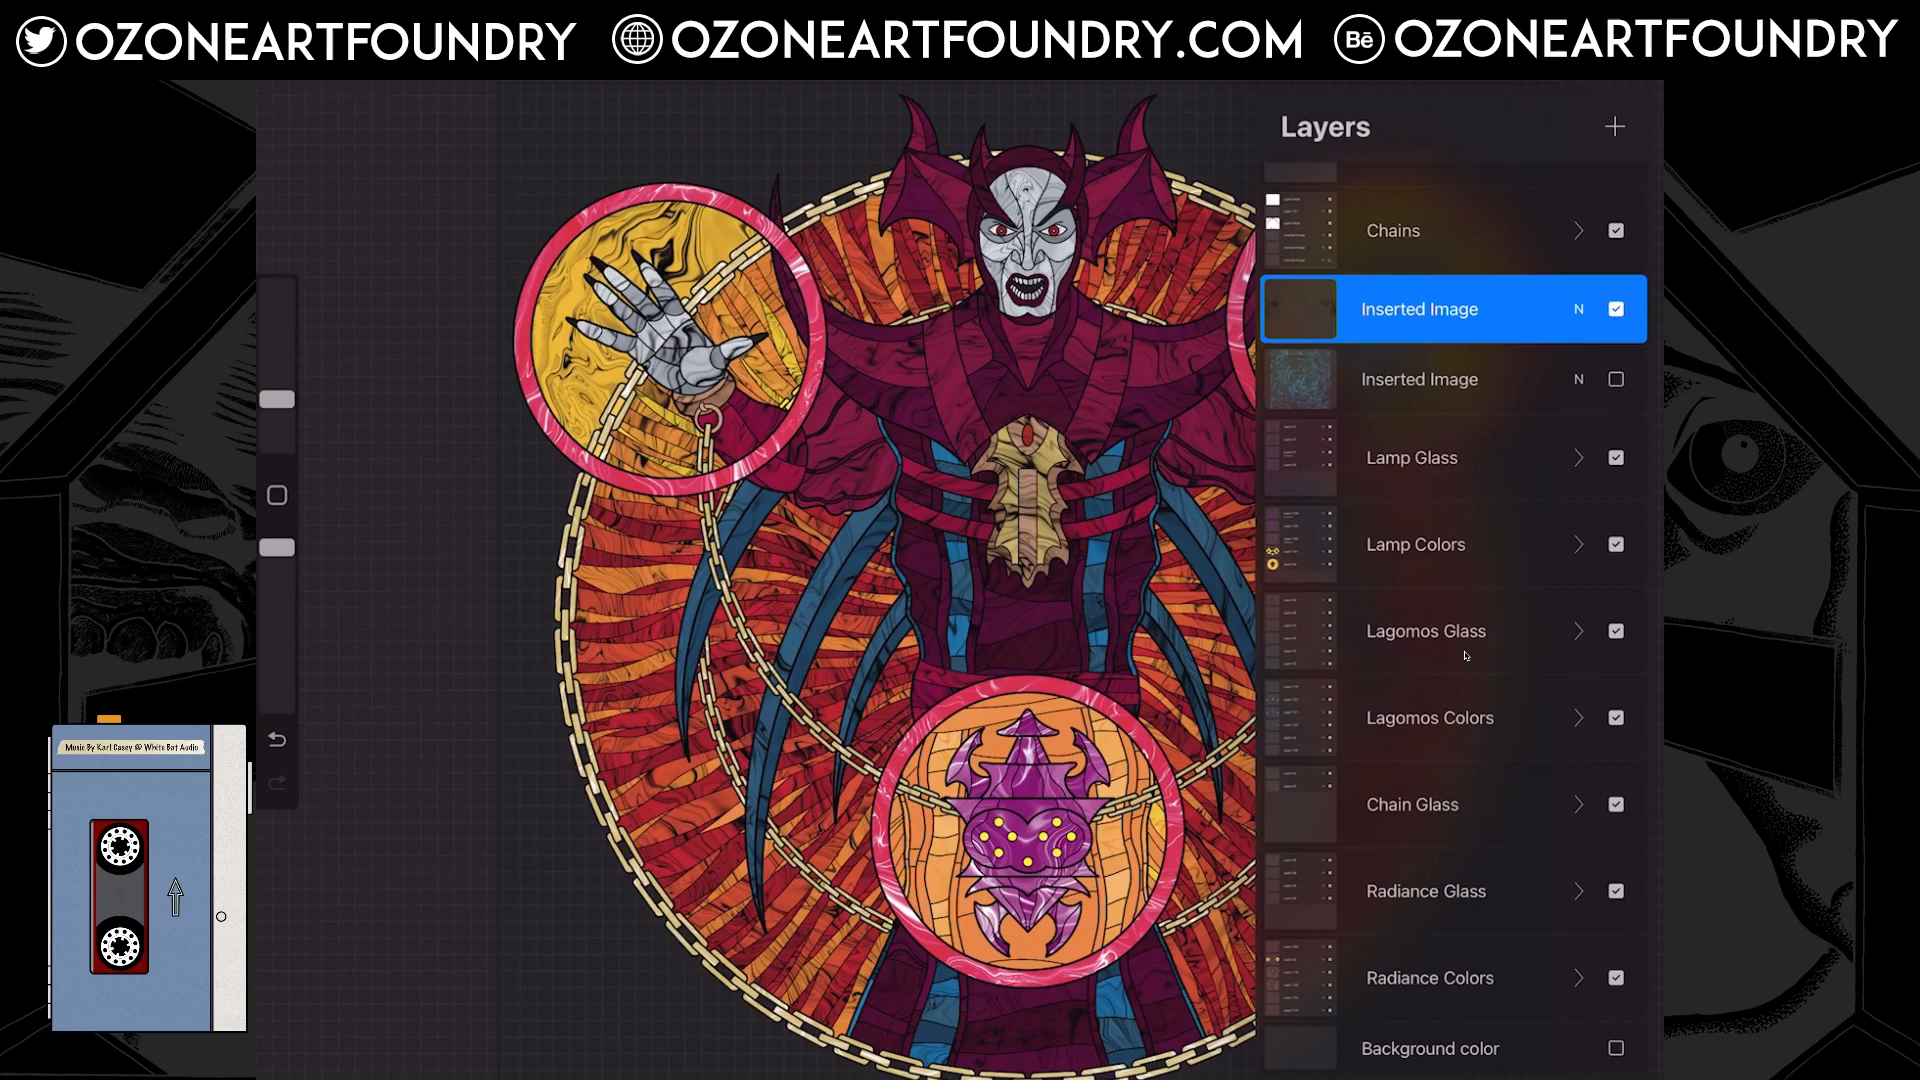 OZONEARTFOUNDRY
OZONEARTFOUNDRY.COM
Bē OZONEARTFOUNDRY
Layers
Chains
Inserted Image N
Inserted Image N
Lamp Glass
Lamp Colors
Lagomos Glass
Lagomos Colors
Chain Glass
Radiance Glass
Radiance Colors
Background color
Music By Karl Casey @ White Bat Audio